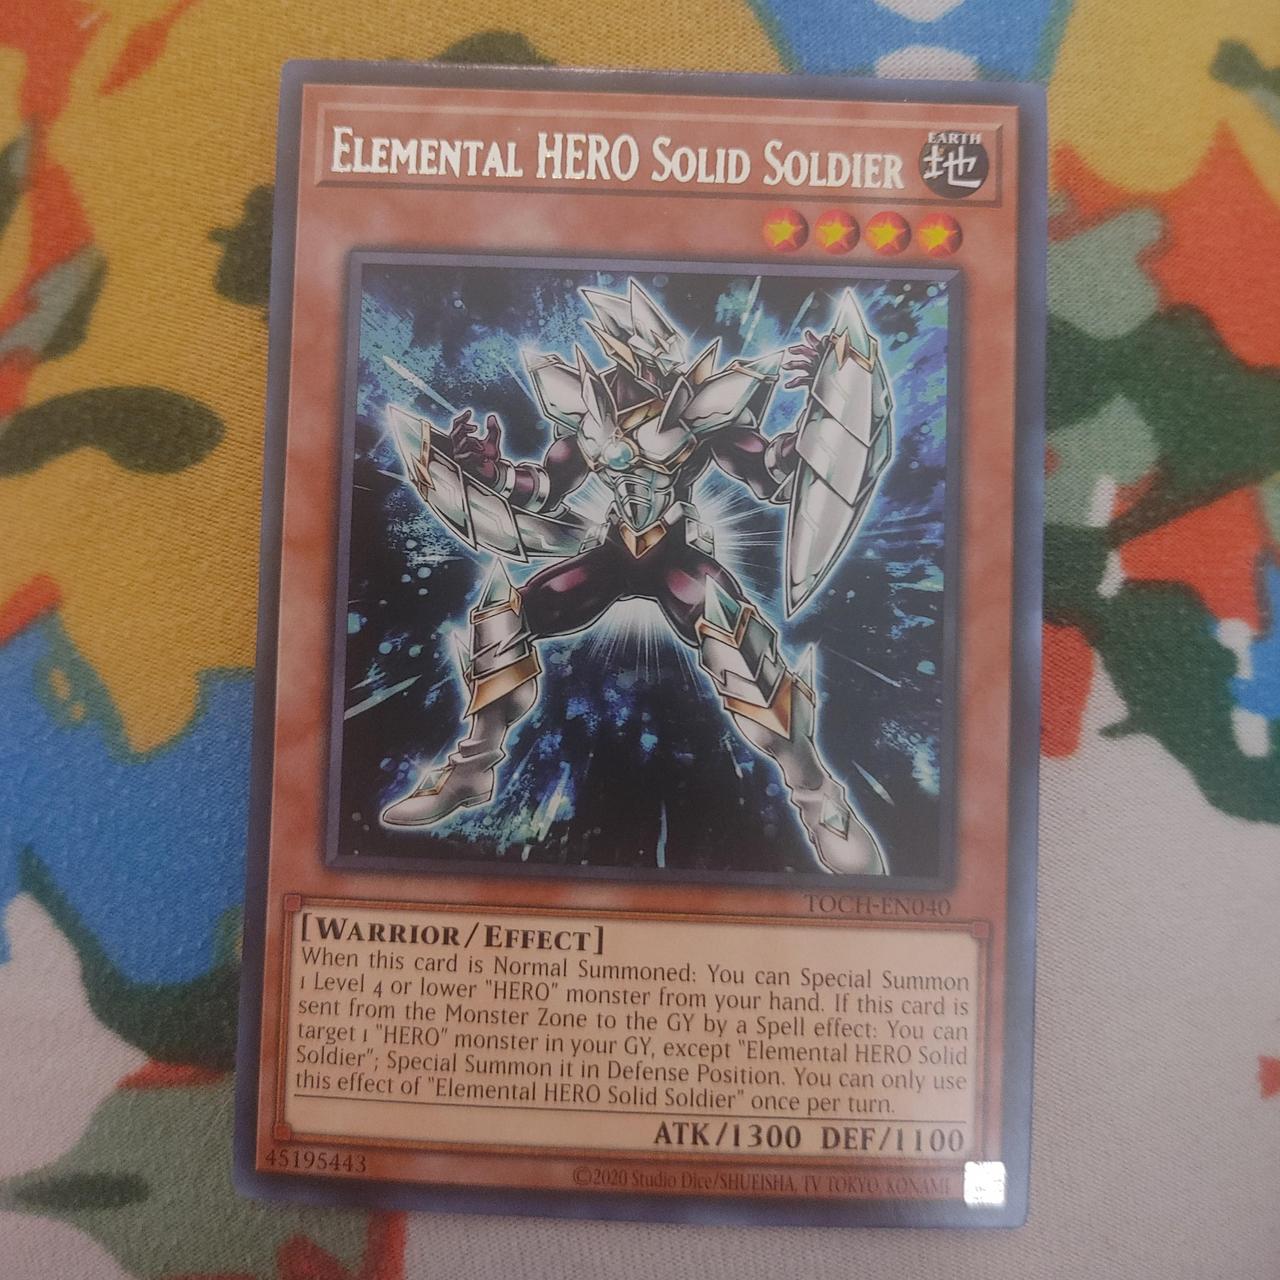 ELEMENTAL HERO SOLID SOLDIER
EARTH
地
TOCH-EN040
[WARRIOR/EFFECT]
When this card is Normal Summoned: You can Special Summon
1 Level 4 or lower "HERO" monster from your hand. If this card is
sent from the Monster Zone to the GY by a Spell effect: You can
target 1 "HERO" monster in your GY, except "Elemental HERO Solid
Soldier"; Special Summon it in Defense Position. You can only use
this effect of "Elemental HERO Solid Soldier" once per turn.
ATK/1300 DEF/1100
45195443
©2020 Studio Dice/SHUEISHA, TV TOKYO, KONAMI